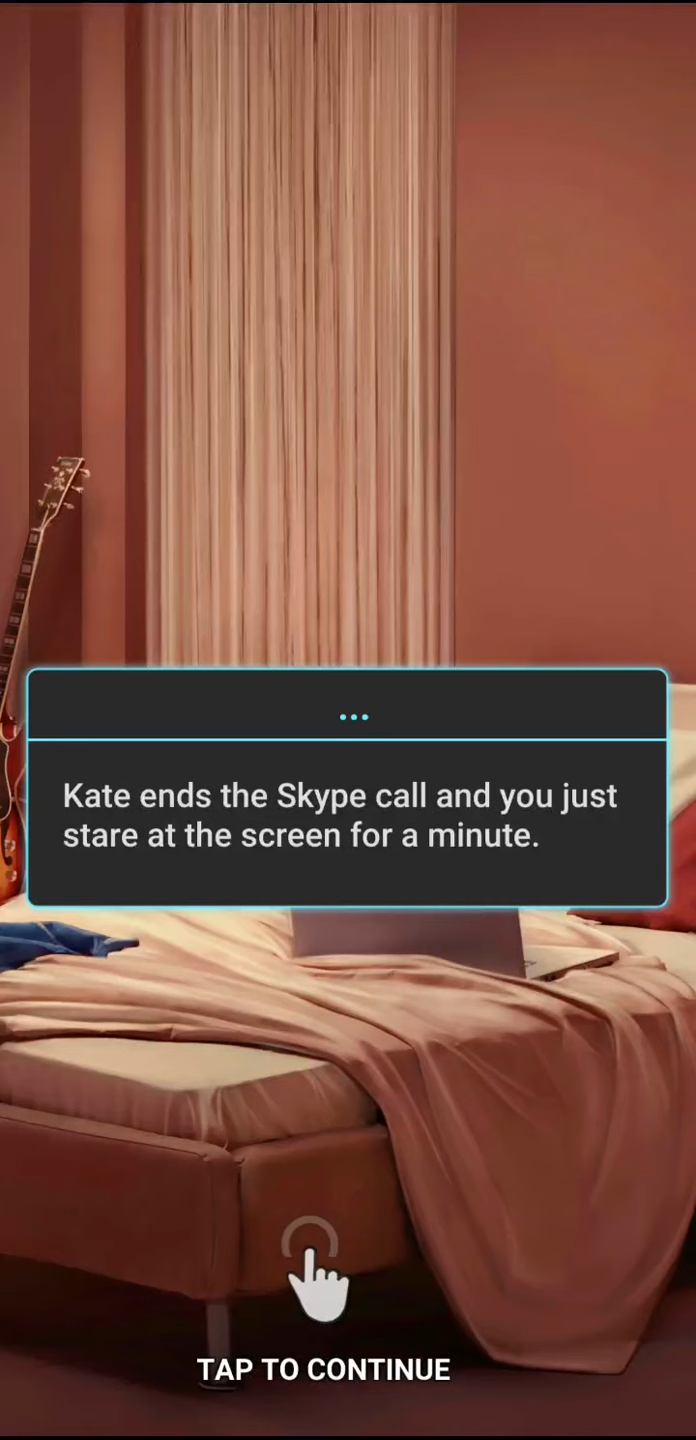 ...
Kate ends the Skype call and you just
stare at the screen for a minute.
TAP TO CONTINUE